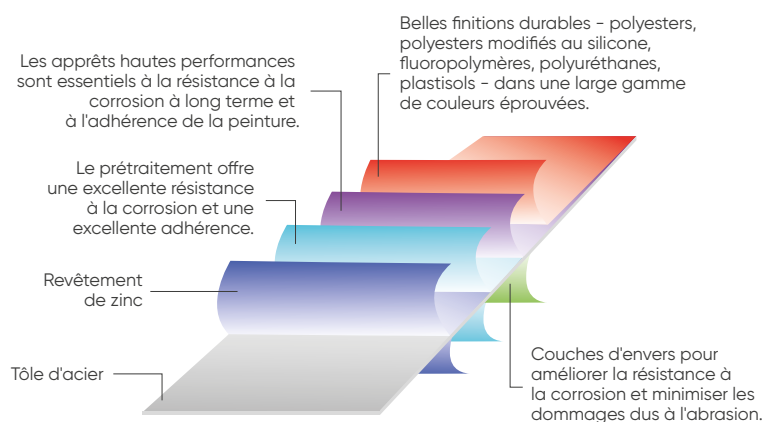 Belles finitions durables - polyesters,
polyesters modifiés au silicone,
fluoropolymères, polyuréthanes,
plastisols - dans une large gamme
de couleurs éprouvées.
Les apprêts hautes performances
sont essentiels à la résistance à la
corrosion à long terme et
à l'adhérence de la peinture.
Le prétraitement offre
une excellente résistance
à la corrosion et une
excellente adhérence.
Revêtement
de zinc
Tôle d'acier
Couches d'envers pour
améliorer la résistance à
la corrosion et minimiser les
dommages dus à l'abrasion.